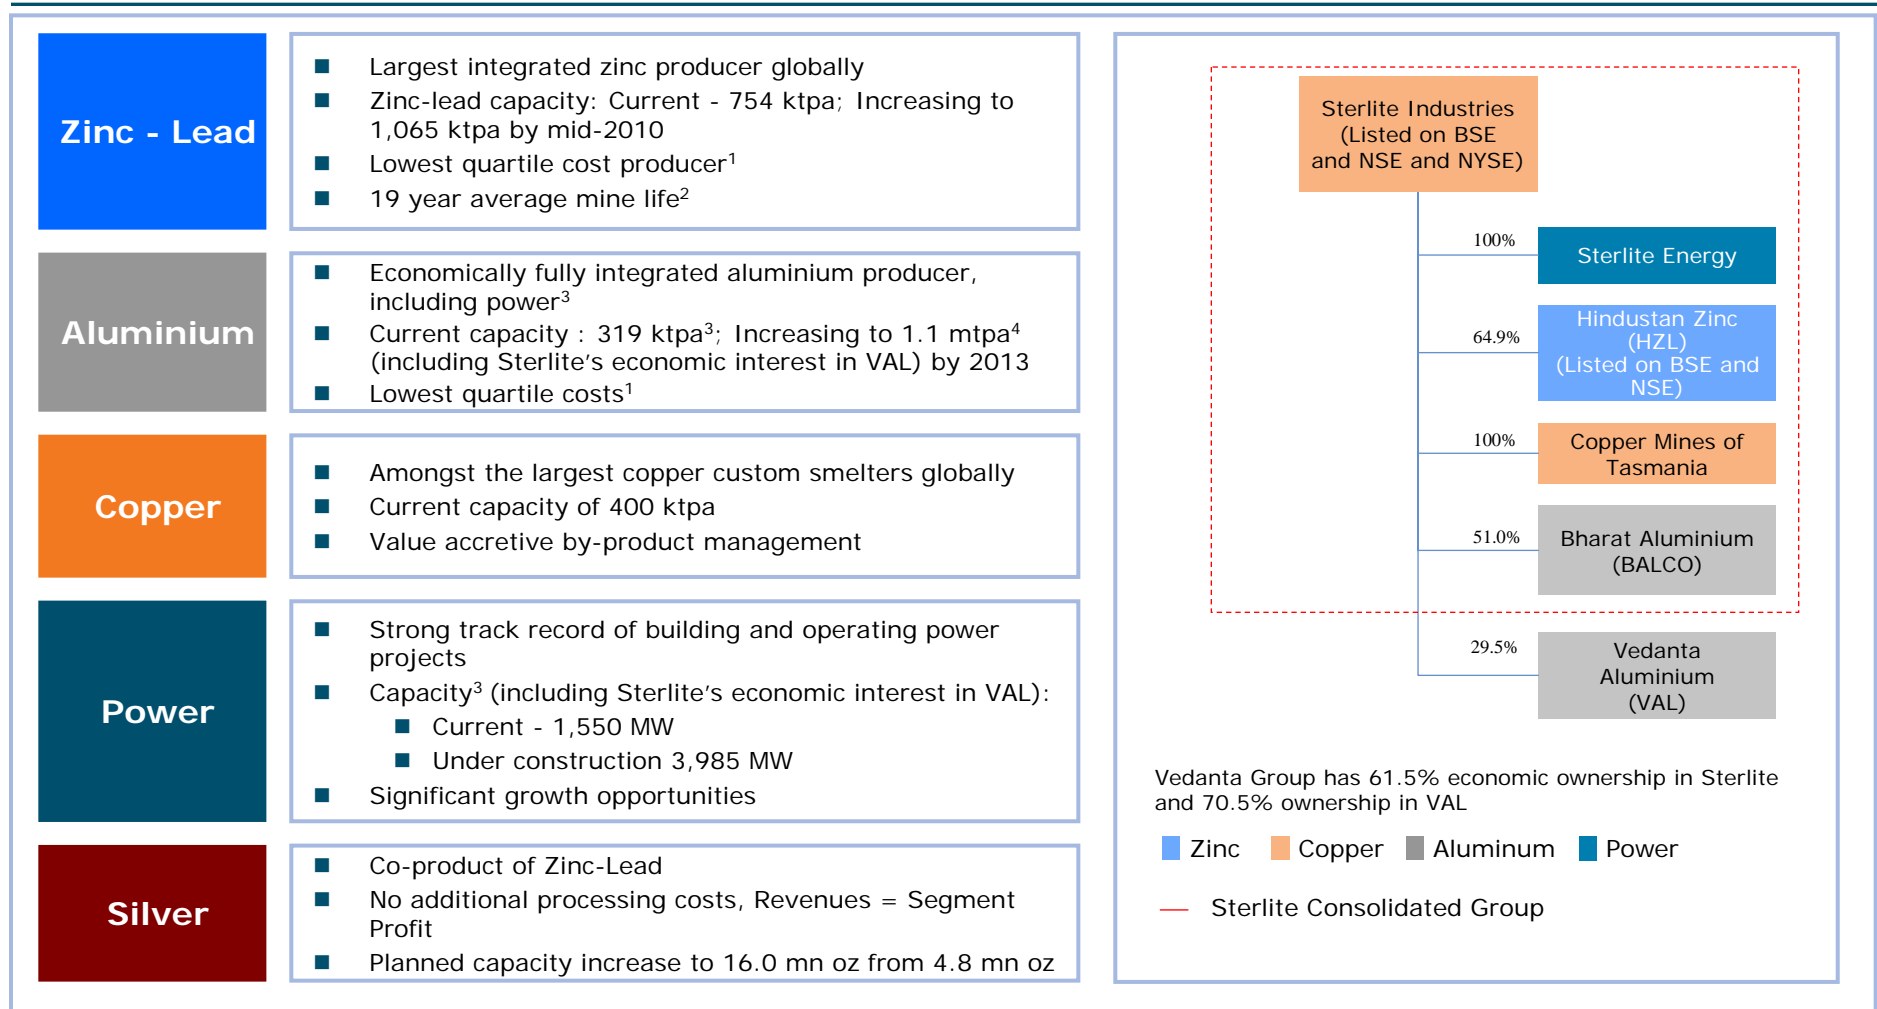 Zinc - Lead
Largest integrated zinc producer globally
Zinc-lead capacity: Current - 754 ktpa; Increasing to
1,065 ktpa by mid-2010
Lowest quartile cost producer¹
19 year average mine life²
Aluminium
Economically fully integrated aluminium producer,
including power³
Current capacity : 319 ktpa³; Increasing to 1.1 mtpa⁴
(including Sterlite's economic interest in VAL) by 2013
Lowest quartile costs¹
Copper
Amongst the largest copper custom smelters globally
Current capacity of 400 ktpa
Value accretive by-product management
Power
Strong track record of building and operating power
projects
Capacity³ (including Sterlite's economic interest in VAL):
Current - 1,550 MW
Under construction 3,985 MW
Significant growth opportunities
Silver
Co-product of Zinc-Lead
No additional processing costs, Revenues = Segment
Profit
Planned capacity increase to 16.0 mn oz from 4.8 mn oz
Sterlite Industries
(Listed on BSE
and NSE and NYSE)
100%
Sterlite Energy
64.9%
Hindustan Zinc
(HZL)
(Listed on BSE and
NSE)
100%
Copper Mines of
Tasmania
51.0%
Bharat Aluminium
(BALCO)
29.5%
Vedanta
Aluminium
(VAL)
Vedanta Group has 61.5% economic ownership in Sterlite
and 70.5% ownership in VAL
Zinc Copper Aluminum Power
Sterlite Consolidated Group